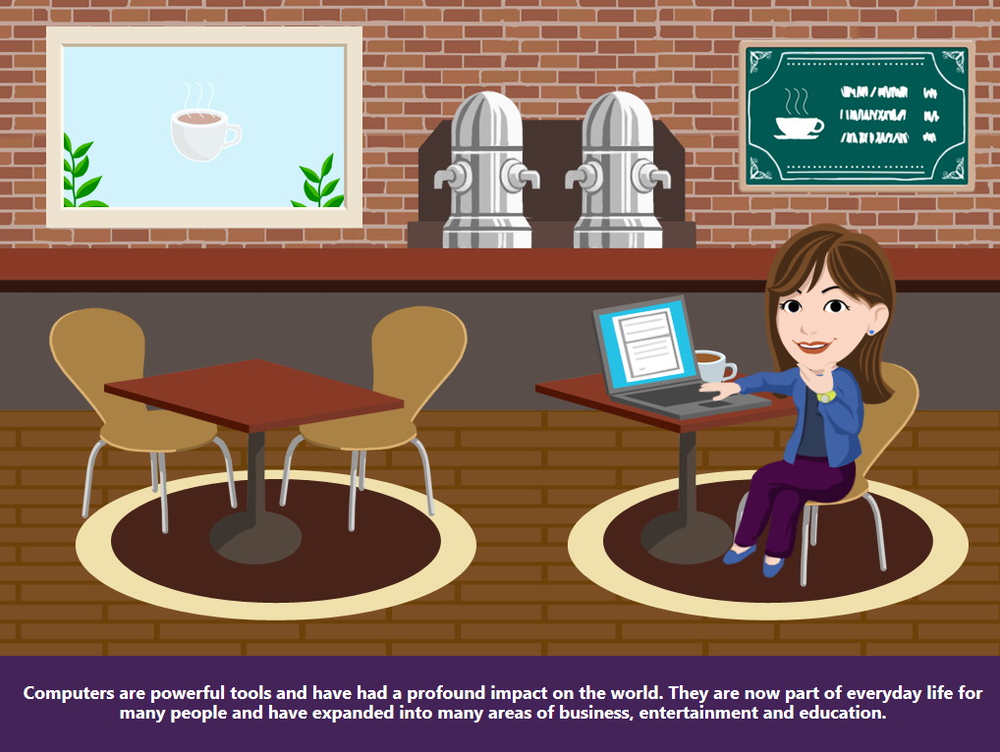 Computers are powerful tools and have had a profound impact on the world. They are now part of everyday life for
many people and have expanded into many areas of business, entertainment and education.